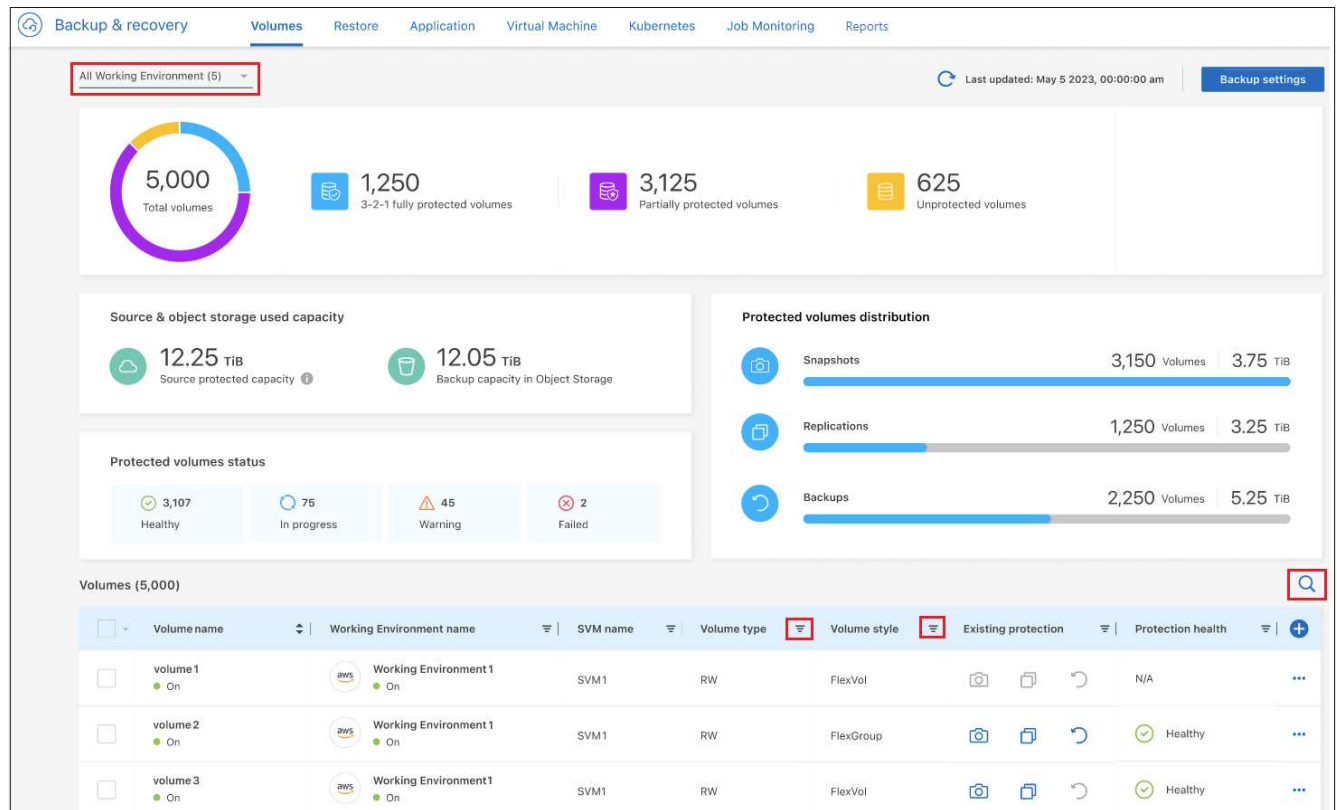 Backup & recovery
Volumes
Restore
Application
Virtual Machine
Kubernetes
Job Monitoring
Reports
All Working Environment (5)
Last updated: May 5 2023, 00:00:00 am
Backup settings
5,000
Total volumes
1,250
3-2-1 fully protected volumes
3,125
Partially protected volumes
625
Unprotected volumes
Source & object storage used capacity
12.25 TiB
Source protected capacity
12.05 TiB
Backup capacity in Object Storage
Protected volumes status
3,107
Healthy
75
In progress
45
Warning
2
Failed
Protected volumes distribution
Snapshots
3,150 Volumes
3.75 TiB
Replications
1,250 Volumes
3.25 TiB
Backups
2,250 Volumes
5.25 TiB
Volumes (5,000)
Volume name
Working Environment name
SVM name
Volume type
Volume style
Existing protection
Protection health
volume 1
On
aws
Working Environment 1
On
SVM1
RW
FlexVol
N/A
volume 2
On
aws
Working Environment 1
On
SVM1
RW
FlexGroup
Healthy
volume 3
On
aws
Working Environment1
On
SVM1
RW
FlexVol
Healthy